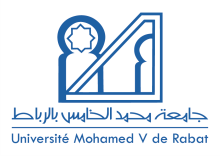 جامعة محمد الخامس بالرباط
Université Mohamed V de Rabat